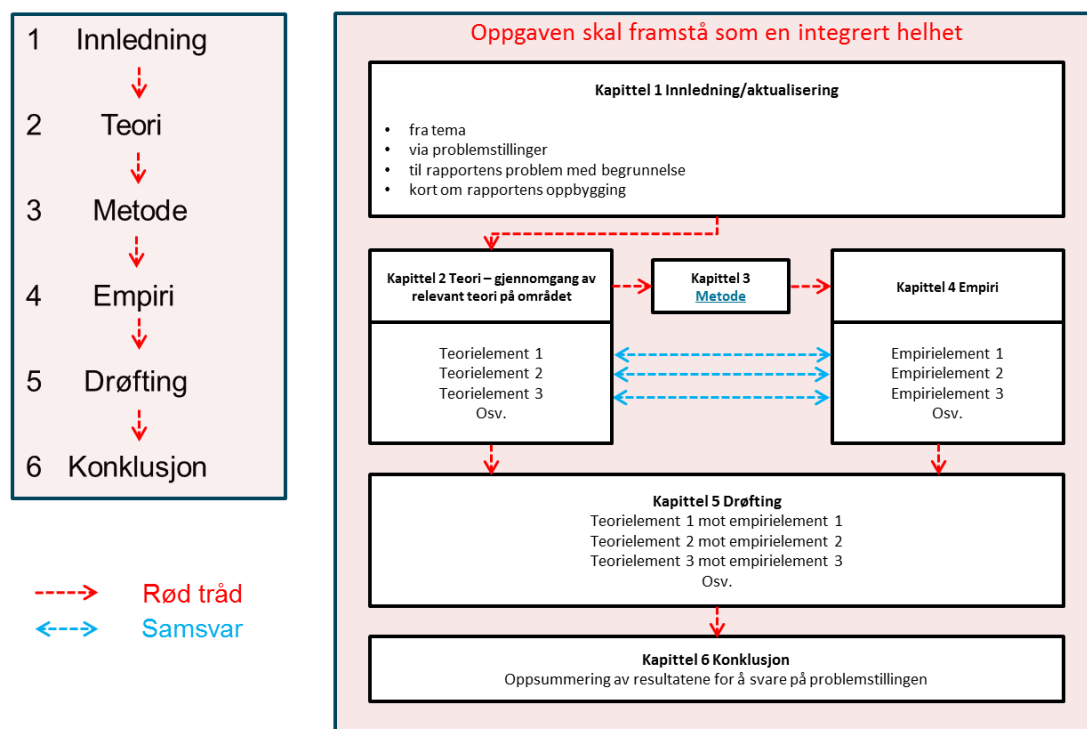 1 Innledning
2 Teori
3 Metode
4 Empiri
5 Drøfting
6 Konklusjon
Rød tråd
Samsvar
Oppgaven skal framstå som en integrert helhet
Kapittel 1 Innledning/aktualisering
• fra tema
• via problemstillinger
• til rapportens problem med begrunnelse
• kort om rapportens oppbygging
Kapittel 2 Teori – gjennomgang av
relevant teori på området
Teorielement 1
Teorielement 2
Teorielement 3
Osv.
Kapittel 3
Metode
Kapittel 4 Empiri
Empirielement 1
Empirielement 2
Empirielement 3
Osv.
Kapittel 5 Drøfting
Teorielement 1 mot empirielement 1
Teorielement 2 mot empirielement 2
Teorielement 3 mot empirielement 3
Osv.
Kapittel 6 Konklusjon
Oppsummering av resultatene for å svare på problemstillingen